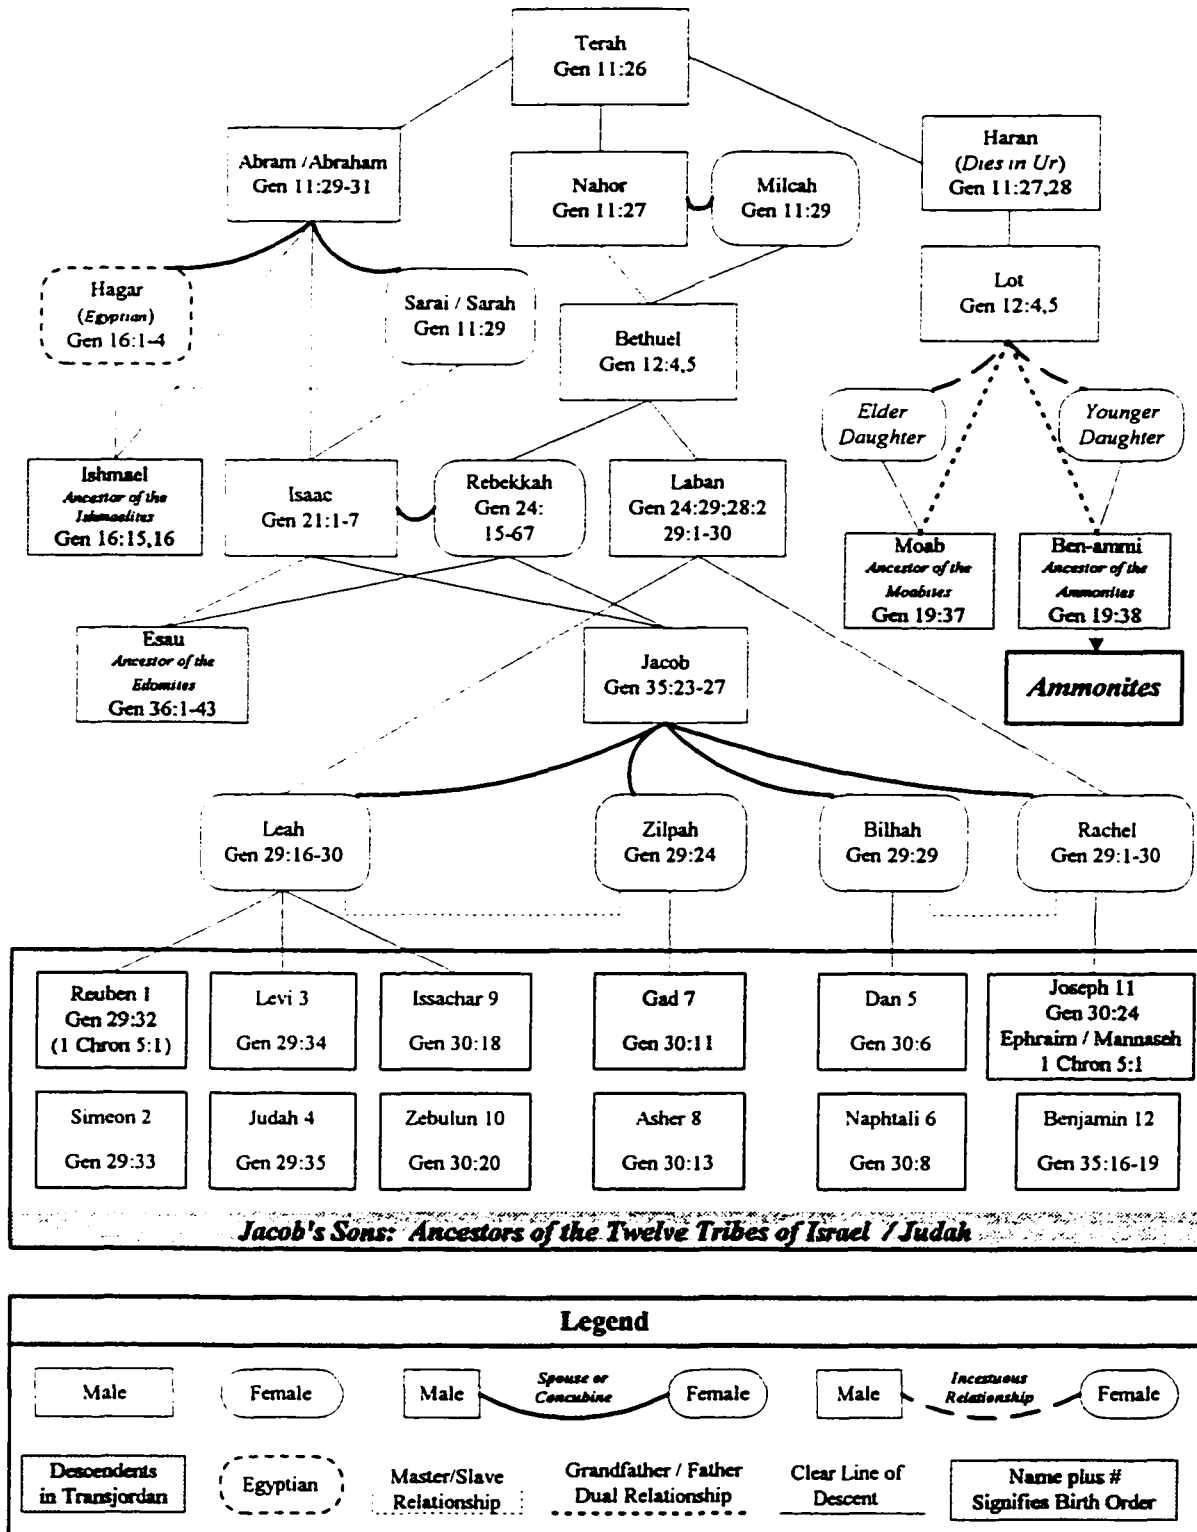 Terah
Gen 11:26
Abram / Abraham
Gen 11:29-31
Nahor
Gen 11:27
Milcah
Gen 11:29
Haran
(Dies in Ur)
Gen 11:27,28
Hagar
(Egyptian)
Gen 16:1-4
Sarai / Sarah
Gen 11:29
Bethuel
Gen 12:4,5
Lot
Gen 12:4,5
Elder
Daughter
Younger
Daughter
Ishmael
Ancestor of the
Ishmaelites
Gen 16:15,16
Isaac
Gen 21:1-7
Rebekkah
Gen 24:
15-67
Laban
Gen 24:29;28:2
29:1-30
Moab
Ancestor of the
Moabites
Gen 19:37
Ben-ammi
Ancestor of the
Ammonites
Gen 19:38
Esau
Ancestor of the
Edomites
Gen 36:1-43
Jacob
Gen 35:23-27
Ammonites
Leah
Gen 29:16-30
Zilpah
Gen 29:24
Bilhah
Gen 29:29
Rachel
Gen 29:1-30
Reuben 1
Gen 29:32
(1 Chron 5:1)
Levi 3
Gen 29:34
Issachar 9
Gen 30:18
Gad 7
Gen 30:11
Dan 5
Gen 30:6
Joseph 11
Gen 30:24
Ephraim / Mannaseh
1 Chron 5:1
Simeon 2
Gen 29:33
Judah 4
Gen 29:35
Zebulun 10
Gen 30:20
Asher 8
Gen 30:13
Naphtali 6
Gen 30:8
Benjamin 12
Gen 35:16-19
Jacob's Sons: Ancestors of the Twelve Tribes of Israel / Judah
Legend
Male
Female
Male
Spouse or
Concubine
Female
Male
Incestuous
Relationship
Female
Descendents
in Transjordan
Egyptian
Master/Slave
Relationship
Grandfather / Father
Dual Relationship
Clear Line of
Descent
Name plus #
Signifies Birth Order